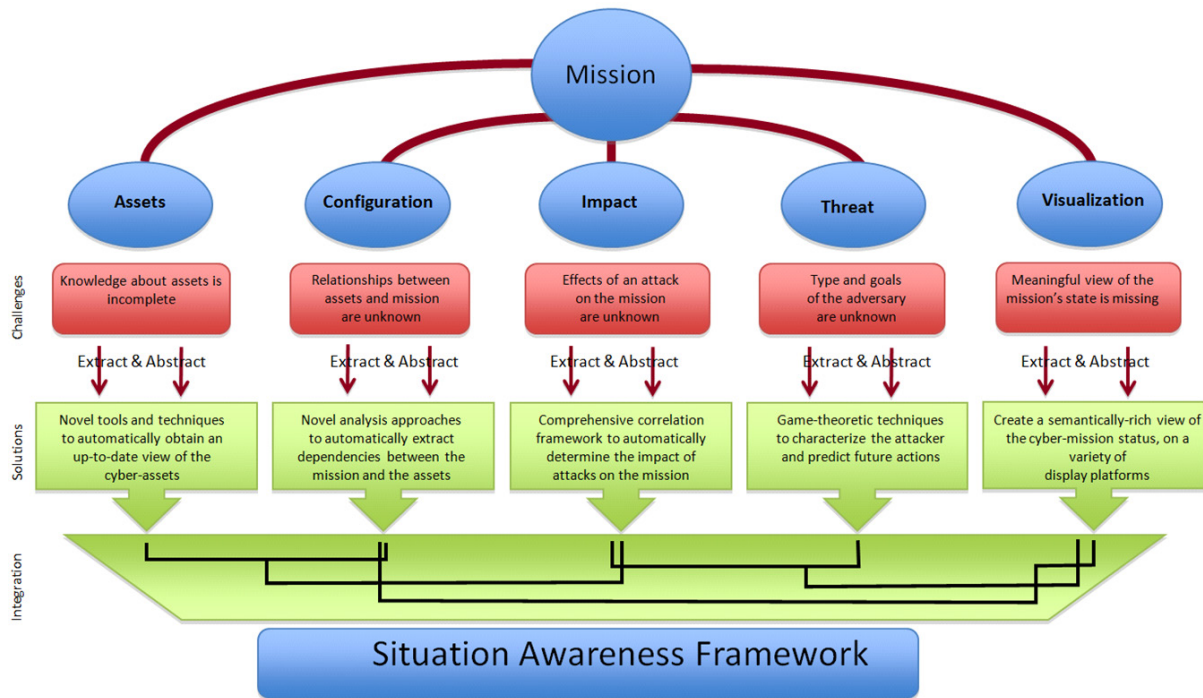 Mission
Assets
Configuration
Impact
Threat
Visualization
Challenges
Knowledge about assets is
incomplete
Relationships between
assets and mission
are unknown
Effects of an attack
on the mission
are unknown
Type and goals
of the adversary
are unknown
Meaningful view of the
mission's state is missing
Extract & Abstract
Extract & Abstract
Extract & Abstract
Extract & Abstract
Extract & Abstract
Solutions
Novel tools and techniques
to automatically obtain an
up-to-date view of the
cyber-assets
Novel analysis approaches
to automatically extract
dependencies between the
mission and the assets
Comprehensive correlation
framework to automatically
determine the impact of
attacks on the mission
Game-theoretic techniques
to characterize the attacker
and predict future actions
Create a semantically-rich view of
the cyber-mission status, on a
variety of
display platforms
Integration
Situation Awareness Framework